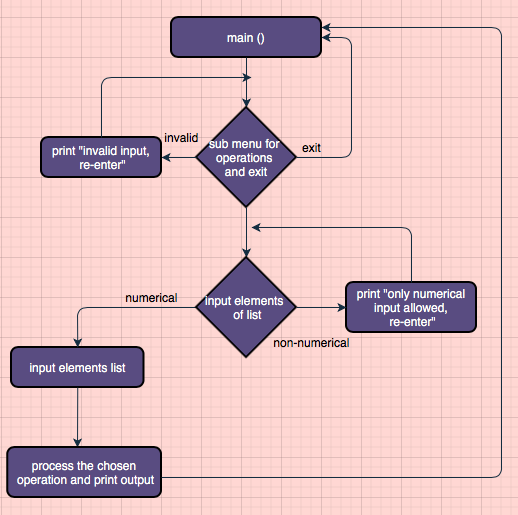 main ()
invalid
sub menu for
operations
and exit
exit
print "invalid input,
re-enter"
numerical
input elements
of list
print "only numerical
input allowed,
re-enter"
non-numerical
input elements list
process the chosen
operation and print output